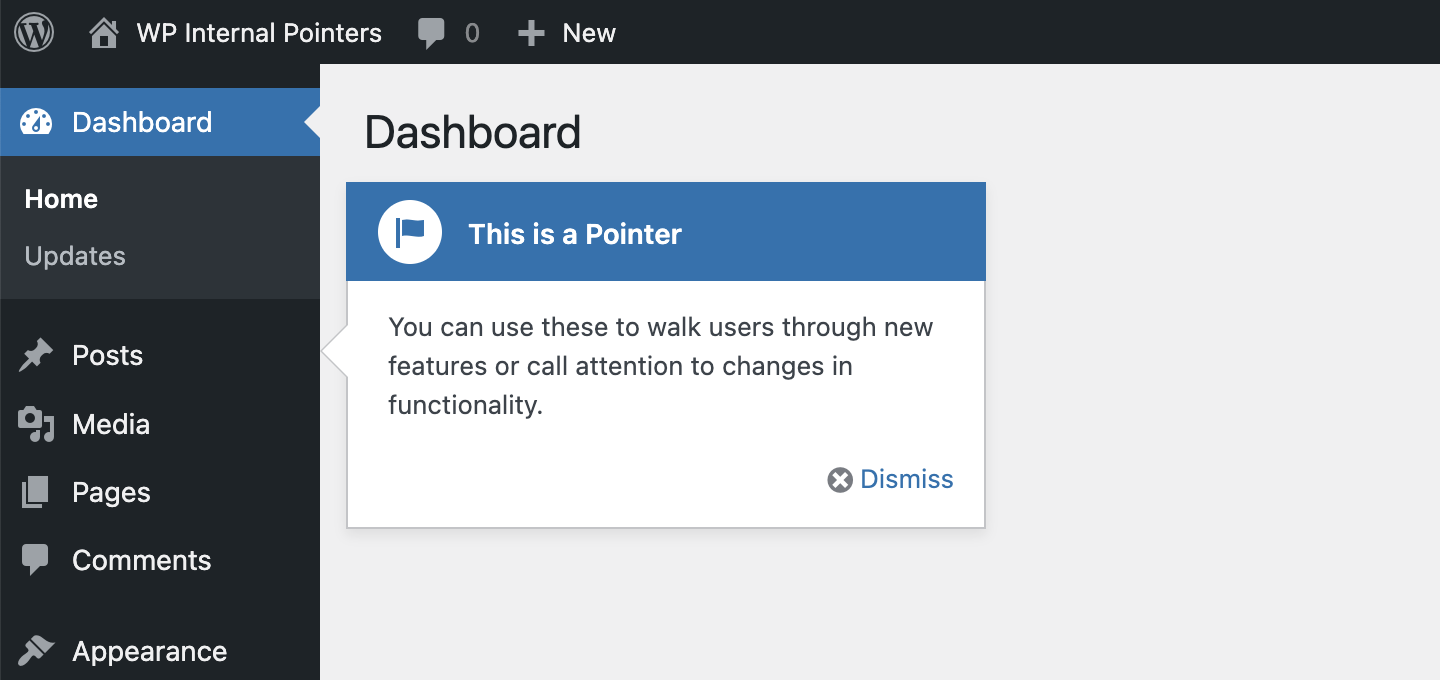 WP Internal Pointers 0 New
Dashboard
Home
Updates
Posts
Media
Pages
Comments
Appearance
Dashboard
This is a Pointer
You can use these to walk users through new
features or call attention to changes in
functionality.
Dismiss